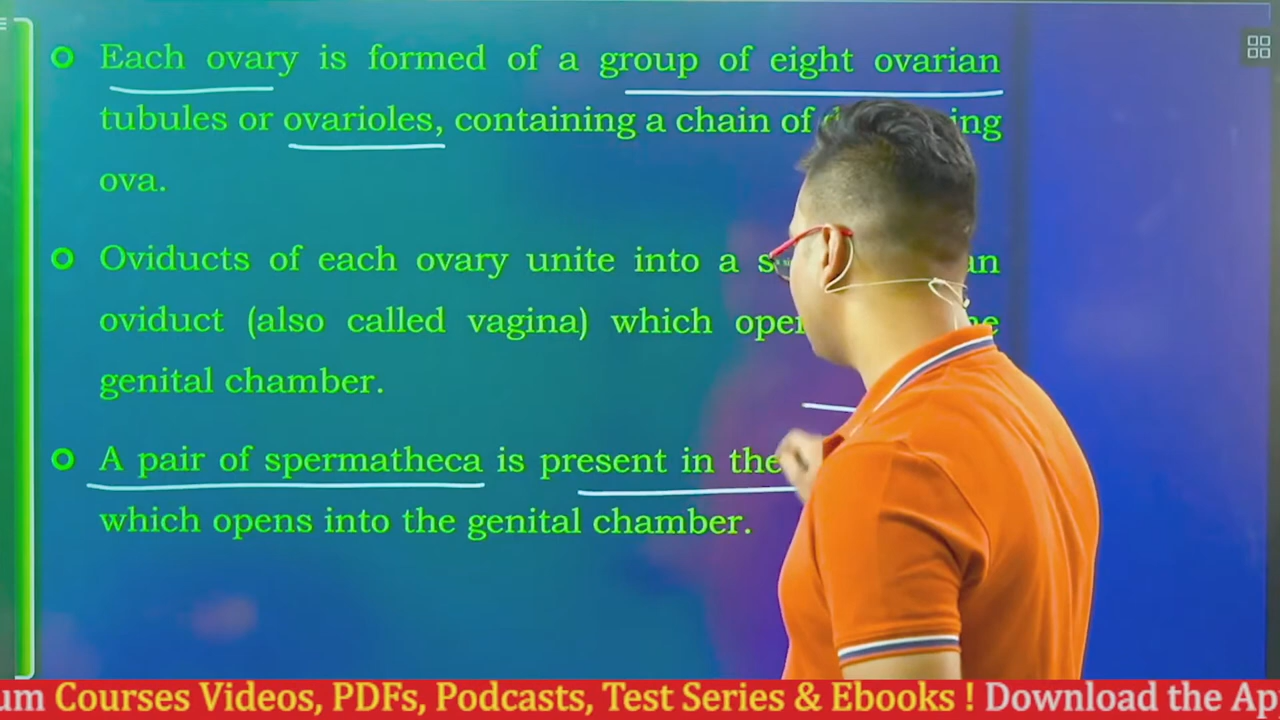 Each ovary is formed of a group of eight ovarian
tubules or ovarioles, containing a chain of
ova.
Oviducts of each ovary unite into a
oviduct (also called vagina) which
genital chamber.
A pair of spermatheca is present in the
which opens into the genital chamber.
um Courses Videos, PDFs, Podcasts, Test Series & Ebooks ! Download the Ap